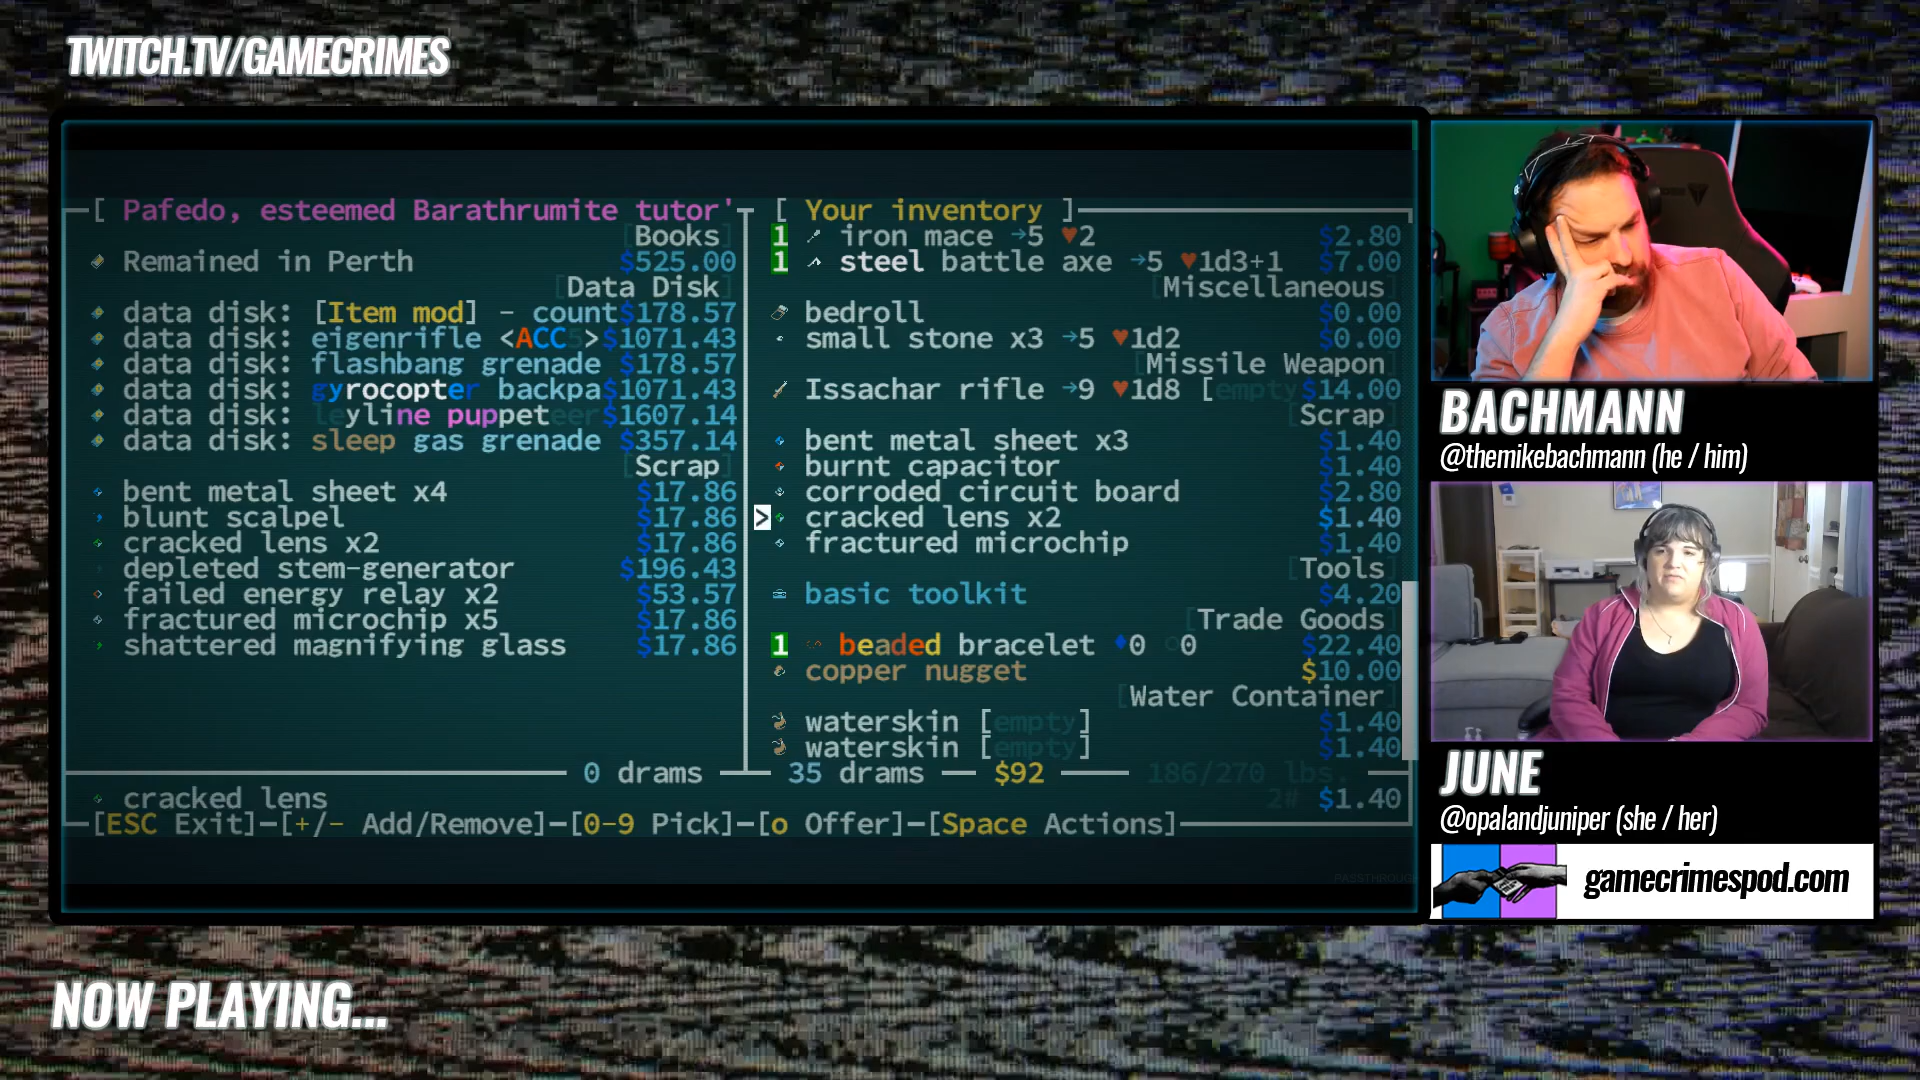 TWITCH.TV/GAMECRIMES
[ Pafedo, esteemed Barathrumite tutor'
[Books]
Remained in Perth $525.00
[Data Disk]
data disk: [Item mod] - count$178.57
data disk: eigenrifle <ACC5>$1071.43
data disk: flashbang grenade $178.57
data disk: gyrocopter backpa$1071.43
data disk: leyline puppeteer$1607.14
data disk: sleep gas grenade $357.14
[Scrap]
bent metal sheet x4 $17.86
blunt scalpel $17.86
cracked lens x2 $17.86
depleted stem-generator $196.43
failed energy relay x2 $53.57
fractured microchip x5 $17.86
shattered magnifying glass $17.86
[ Your inventory ]
1 iron mace →5 ♥2 $2.80
1 steel battle axe →5 ♥1d3+1 $7.00
[Miscellaneous]
bedroll $0.00
small stone x3 →5 ♥1d2 $0.00
[Missile Weapon]
Issachar rifle →9 ♥1d8 [empty$14.00
[Scrap]
bent metal sheet x3 $1.40
burnt capacitor $1.40
corroded circuit board $2.80
> cracked lens x2 $1.40
fractured microchip $1.40
[Tools]
basic toolkit $4.20
[Trade Goods]
1 beaded bracelet ♦0 ○0 $22.40
copper nugget $10.00
[Water Container]
waterskin [empty] $1.40
waterskin [empty] $1.40
0 drams 35 drams $92 186/270 lbs.
cracked lens 2# $1.40
[ESC Exit]-[+/- Add/Remove]-[0-9 Pick]-[o Offer]-[Space Actions]
PASSTHROUGH
BACHMANN
@themikebachmann (he / him)
JUNE
@opalandjuniper (she / her)
gamecrimespod.com
NOW PLAYING...